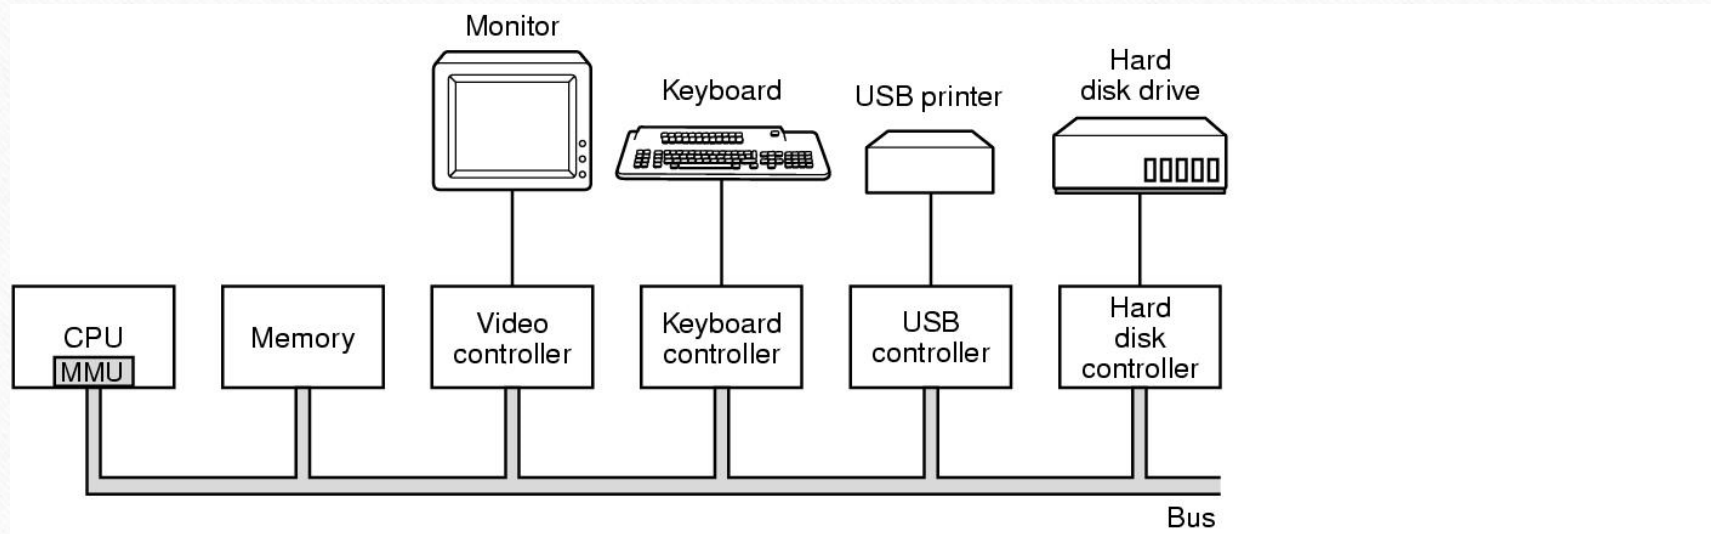 Monitor
Keyboard
USB printer
Hard
disk drive
CPU
MMU
Memory
Video
controller
Keyboard
controller
USB
controller
Hard
disk
controller
Bus